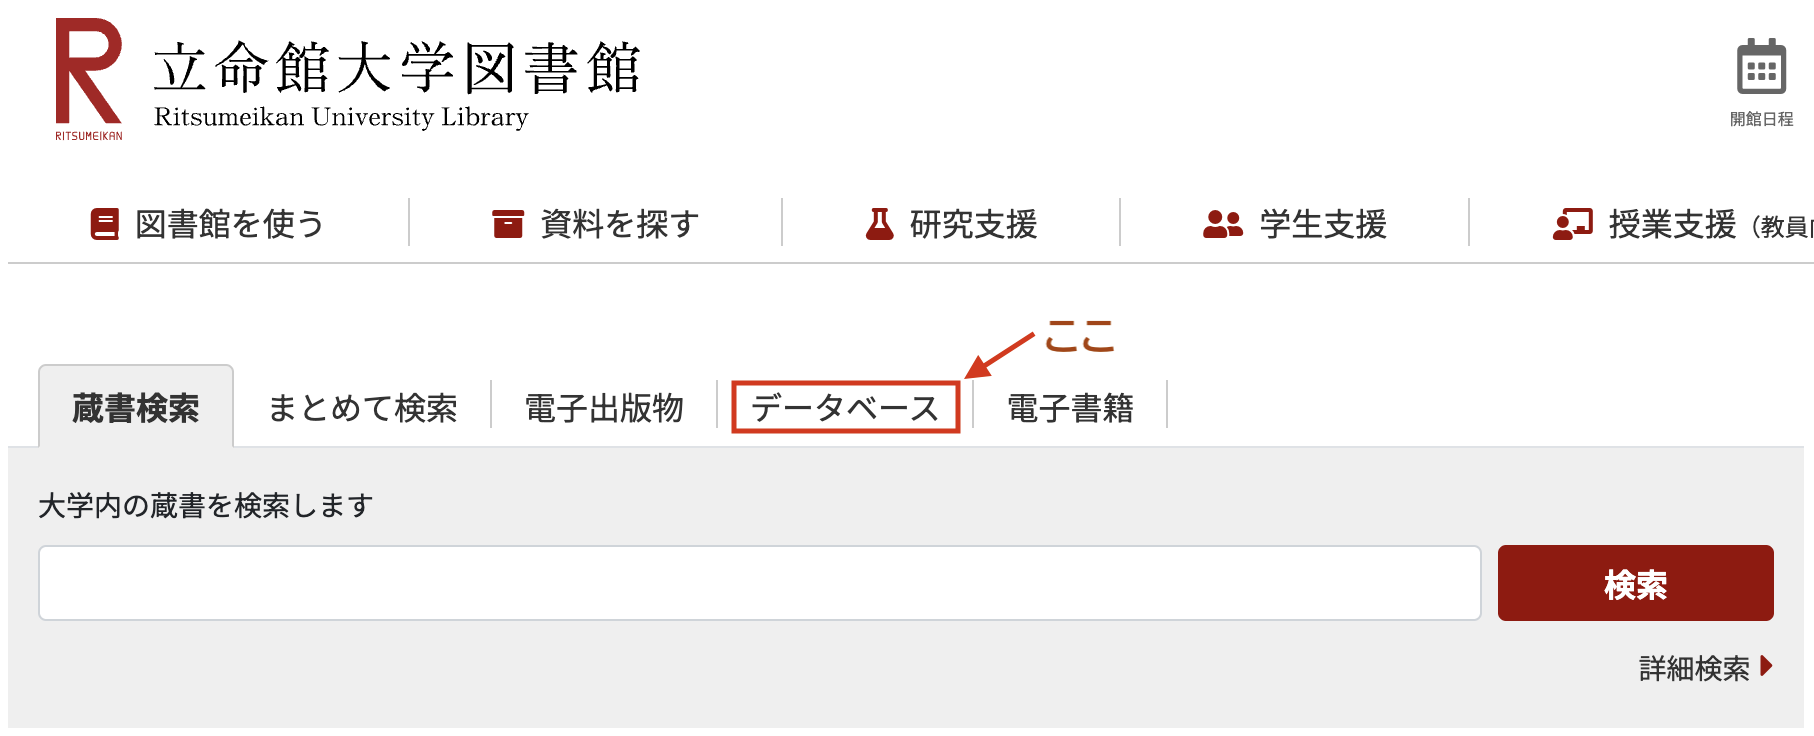 立命館大学図書館
Ritsumeikan University Library
RITSUMEIKAN
開館日程
図書館を使う
資料を探す
研究支援
学生支援
授業支援（教員
ここ
蔵書検索
まとめて検索
電子出版物
データベース
電子書籍
大学内の蔵書を検索します
検索
詳細検索